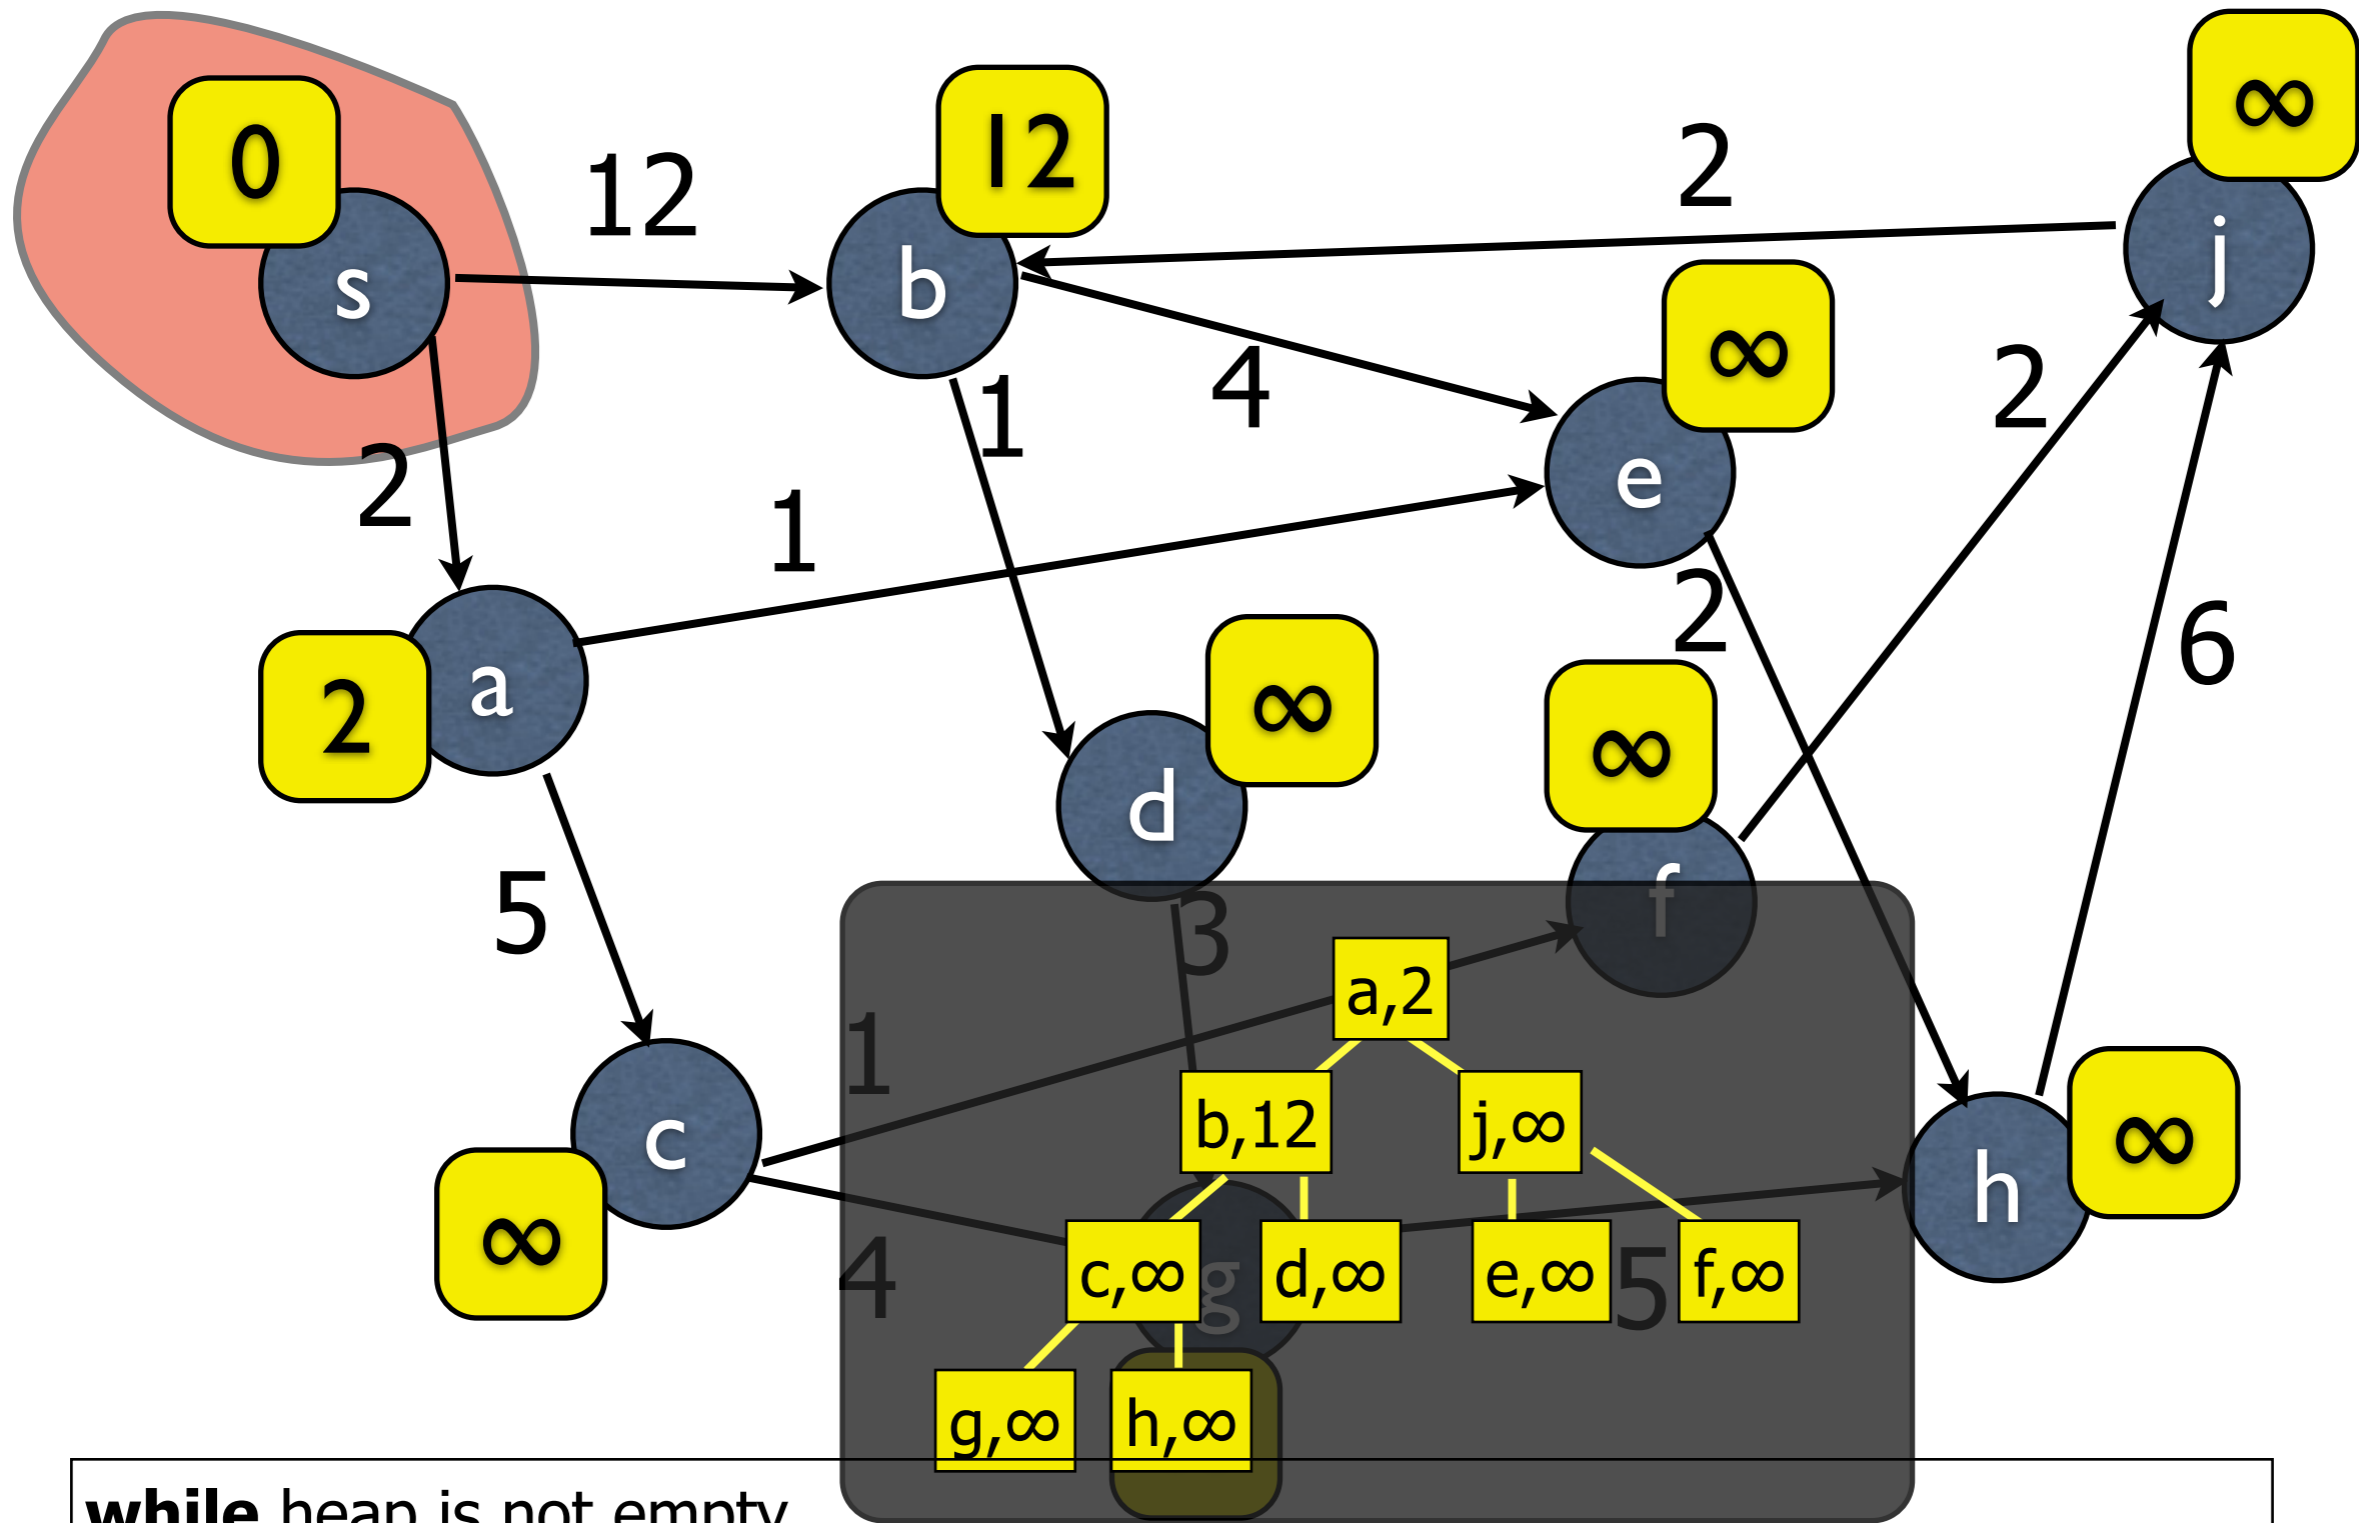 0
12
∞
2
12
s
b
j
∞
4
1
2
2
e
1
2
6
a
2
∞
∞
d
f
5
3
a,2
1
b,12
j,∞
c
h
∞
∞
4
c,∞
g
d,∞
e,∞
5
f,∞
g,∞
h,∞
while heap is not empty